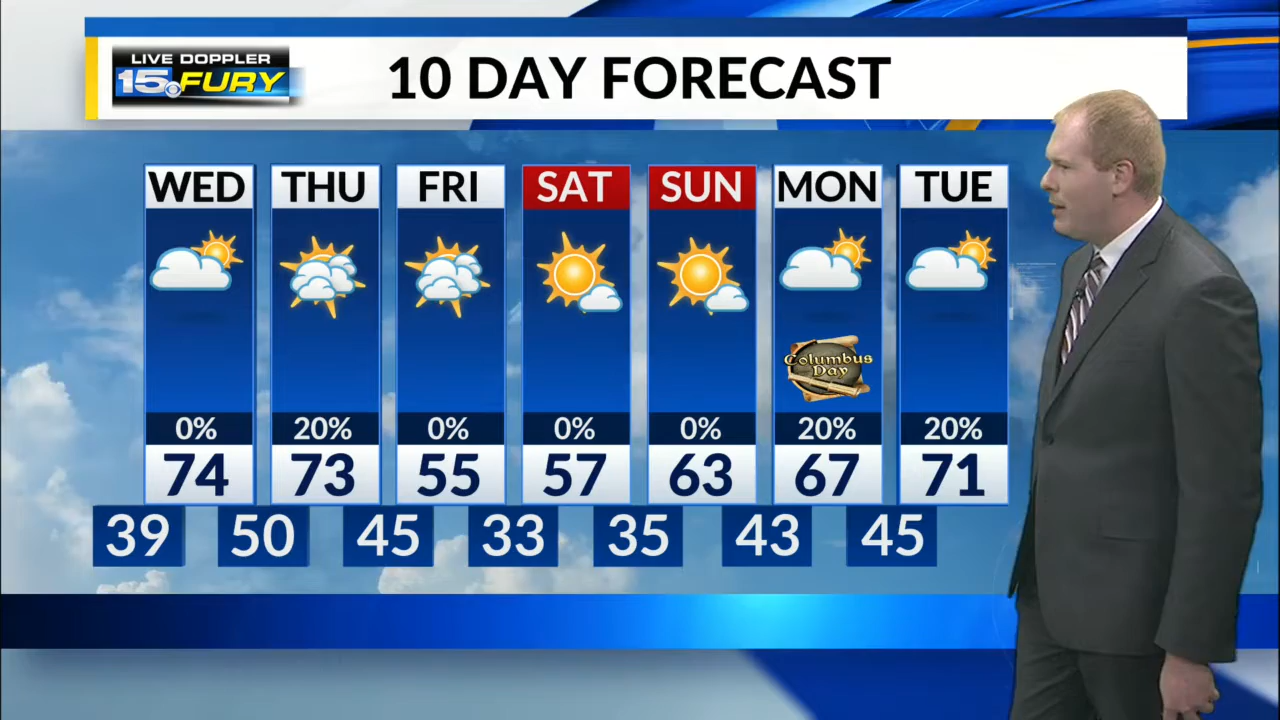 LIVE DOPPLER
15 FURY
10 DAY FORECAST
WED THU FRI SAT SUN MON TUE
Columbus
Day
0% 20% 0% 0% 0% 20% 20%
74 73 55 57 63 67 71
39 50 45 33 35 43 45